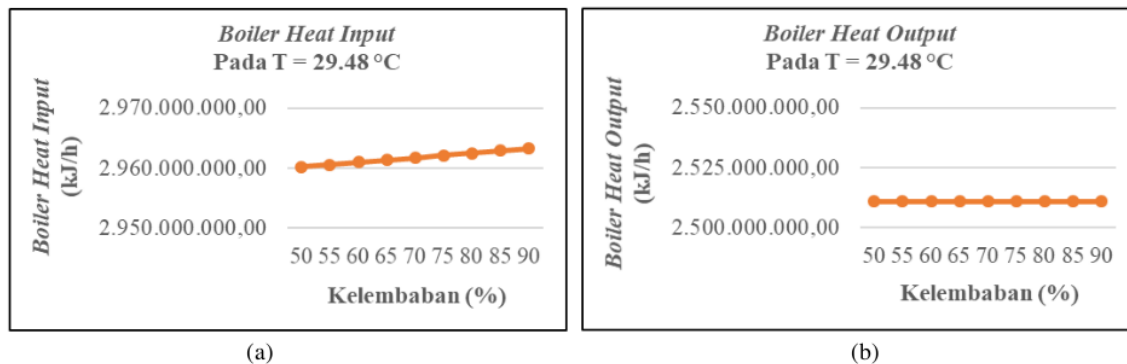 Boiler Heat Input
Pada T = 29.48 °C
Boiler Heat Input
(kJ/h)
2.970.000.000,00
2.960.000.000,00
2.950.000.000,00
50 55 60 65 70 75 80 85 90
Kelembaban (%)
(a)
Boiler Heat Output
Pada T = 29.48 °C
Boiler Heat Output
(kJ/h)
2.550.000.000,00
2.525.000.000,00
2.500.000.000,00
50 55 60 65 70 75 80 85 90
Kelembaban (%)
(b)